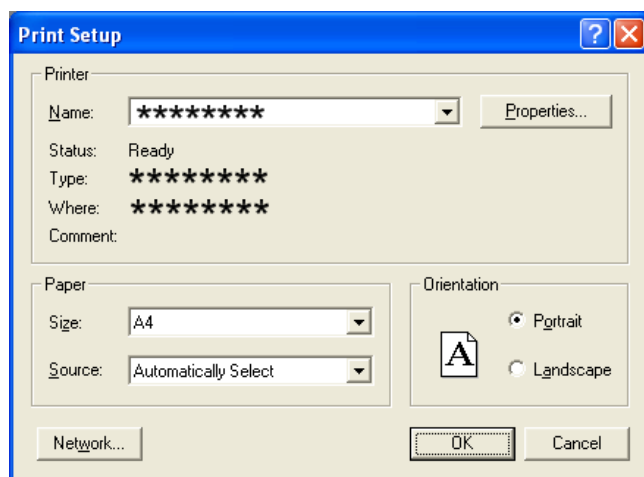 Print Setup
Printer
Name: ******** Properties...
Status: Ready
Type: ********
Where: ********
Comment:
Paper
Size: A4
Source: Automatically Select
Orientation
A
Portrait
Landscape
Network... OK Cancel